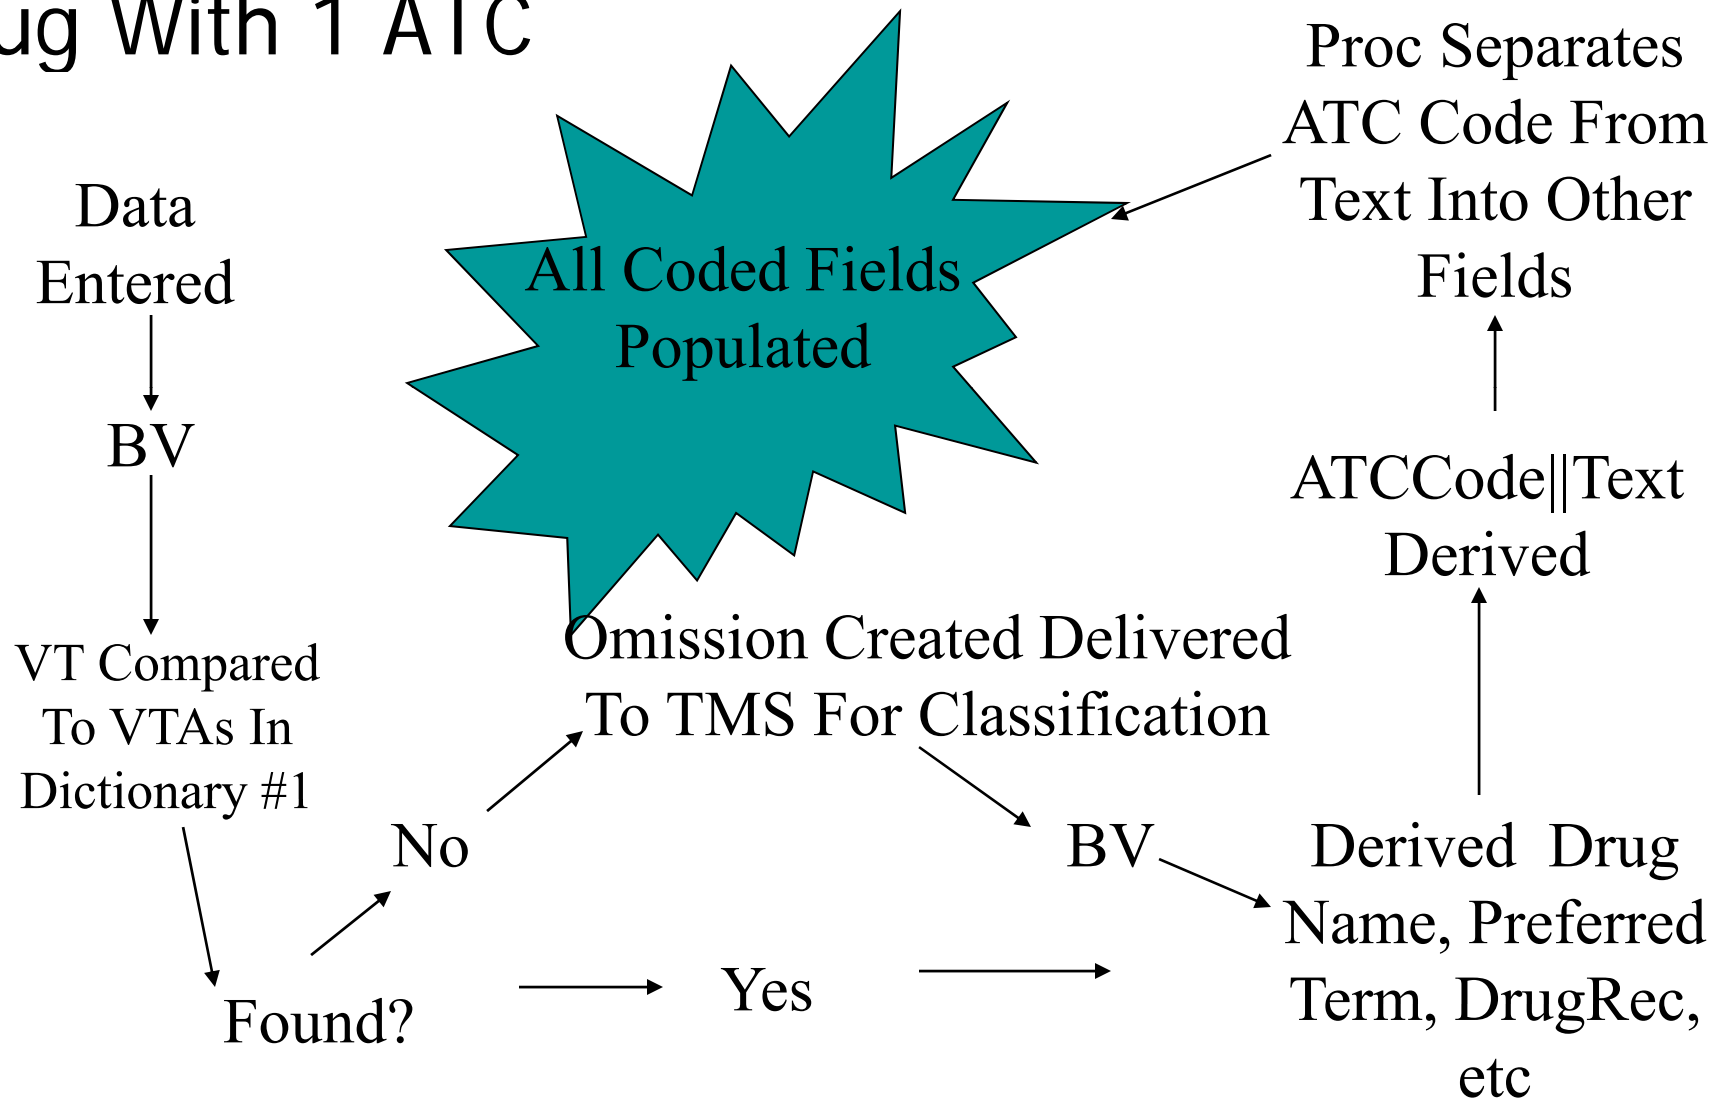 ug With 1 ATC
Data
Entered
BV
VT Compared
To VTAs In
Dictionary #1
Found?
No
Yes
Omission Created Delivered
To TMS For Classification
BV
Derived Drug
Name, Preferred
Term, DrugRec,
etc
ATCCode||Text
Derived
Proc Separates
ATC Code From
Text Into Other
Fields
All Coded Fields
Populated